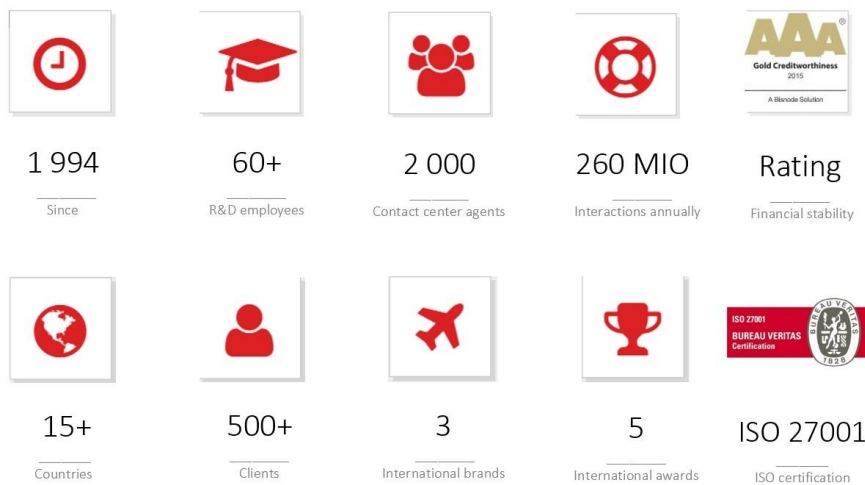 AAA
®
Gold Creditworthiness
2015
A Bisnode Solution
1 994
60+
2 000
260 MIO
Rating
Since
R&D employees
Contact center agents
Interactions annually
Financial stability
ISO 27001
BUREAU VERITAS
Certification
BUREAU VERITAS
1828
15+
500+
3
5
ISO 27001
Countries
Clients
International brands
International awards
ISO certification